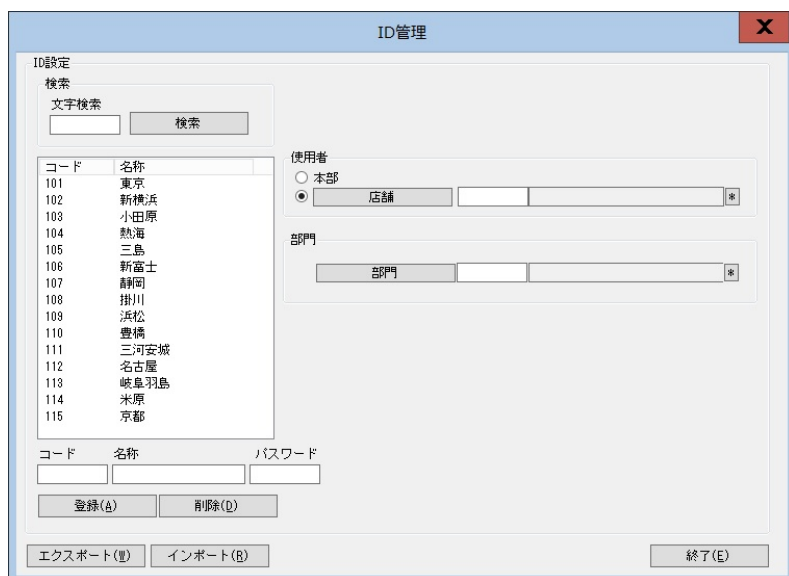 ID管理
X
ID設定
検索
文字検索
検索
コード 名称
101 東京
102 新横浜
103 小田原
104 熱海
105 三島
106 新富士
107 静岡
108 掛川
109 浜松
110 豊橋
111 三河安城
112 名古屋
113 岐阜羽島
114 米原
115 京都
コード 名称 パスワード
登録(A) 削除(D)
使用者
本部
店舗 *
部門
部門 *
エクスポート(W) インポート(R) 終了(E)